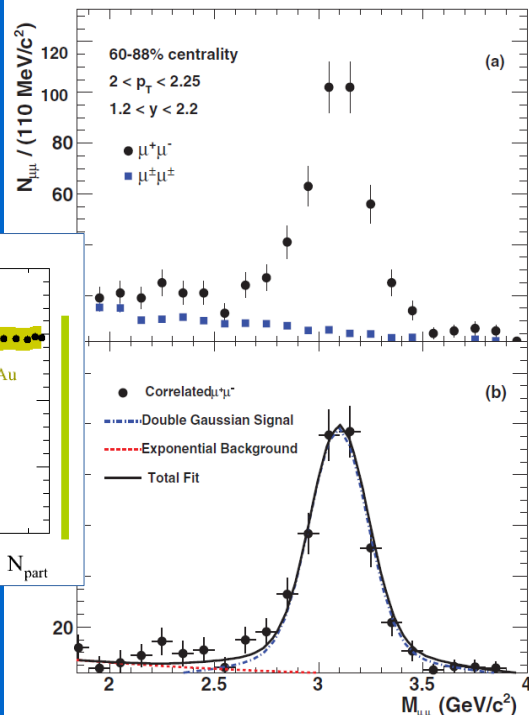 120
100
80
60
N_μμ / (110 MeV/c²)
60-88% centrality
2 < p_T < 2.25
1.2 < y < 2.2
μ⁺μ⁻
μ^±μ^±
(a)
Au
N_part
(b)
Correlated μ⁺μ⁻
Double Gaussian Signal
Exponential Background
Total Fit
20
2 2.5 3 3.5 4
M_μμ (GeV/c²)